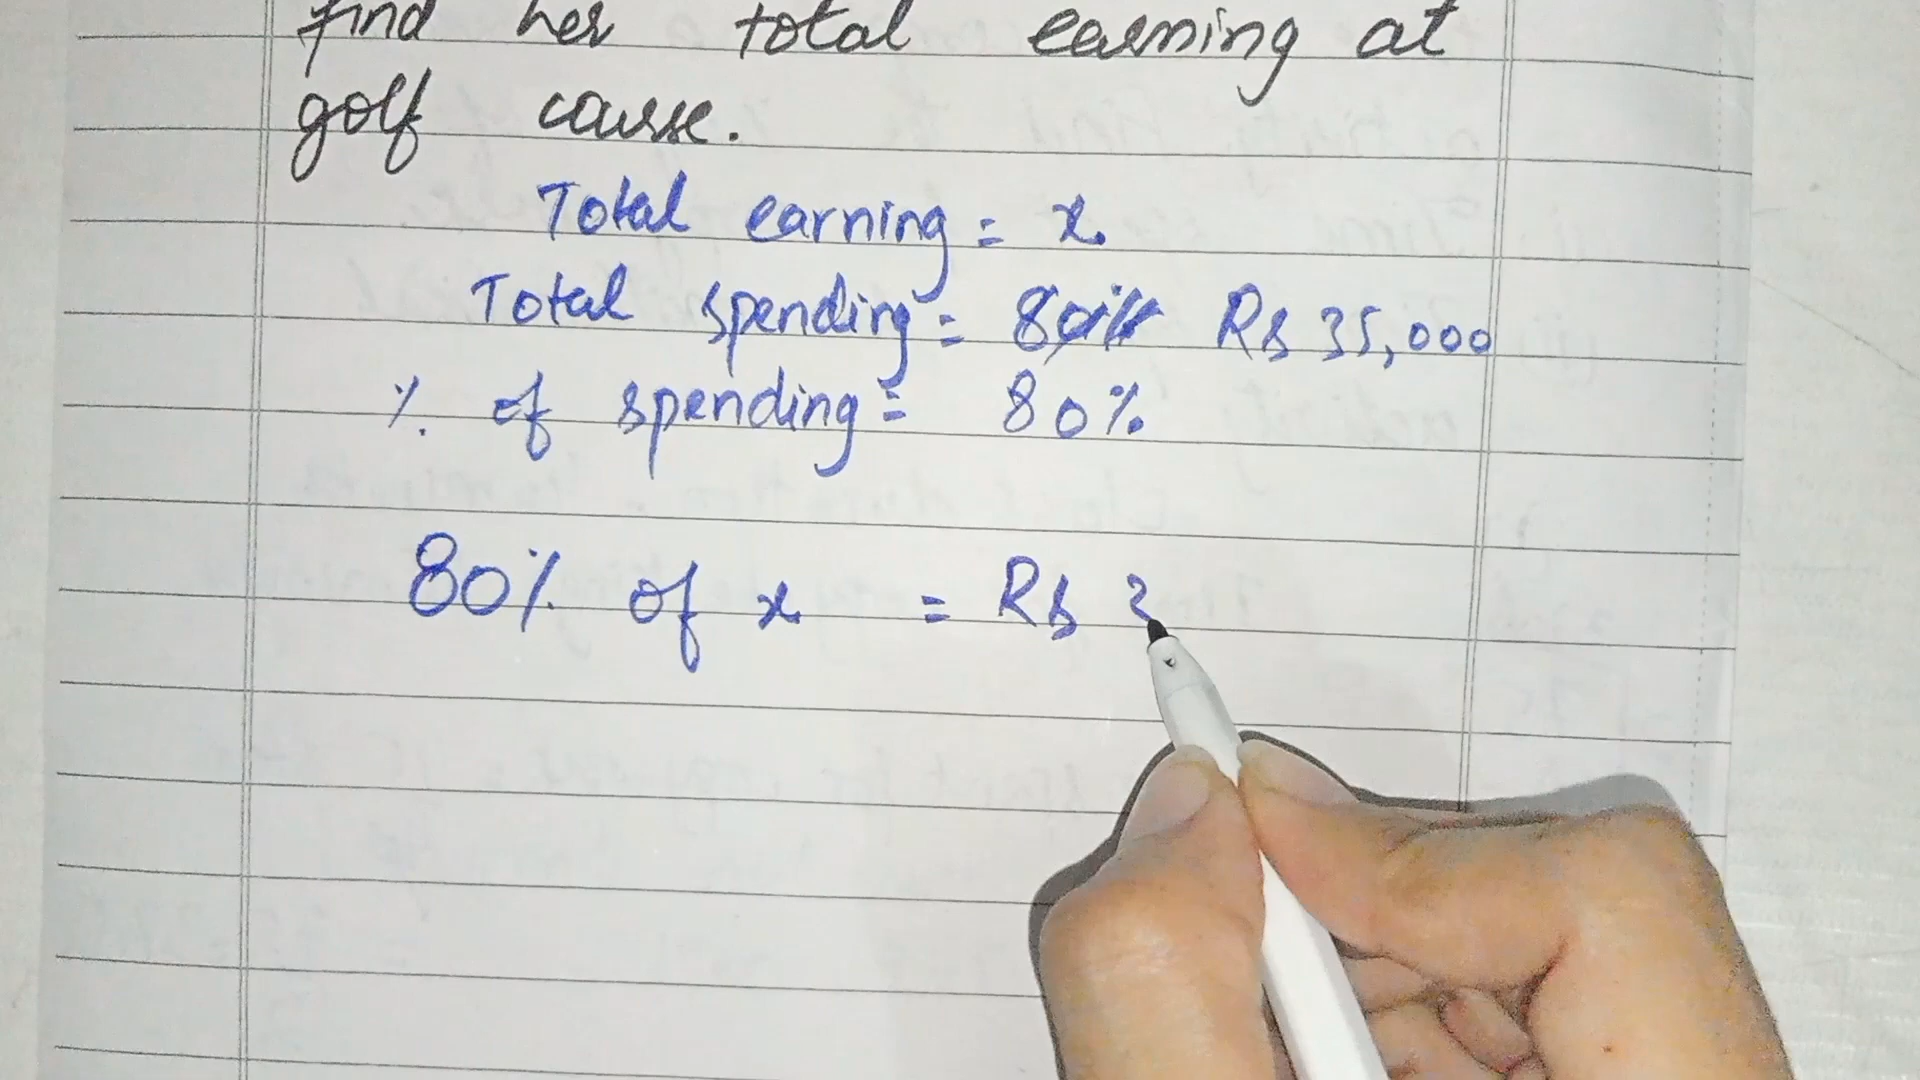 find her total earning at
golf course.
Total earning = x.
Total spending = Rs 35,000
% of spending = 80%
80% of x = Rs 3